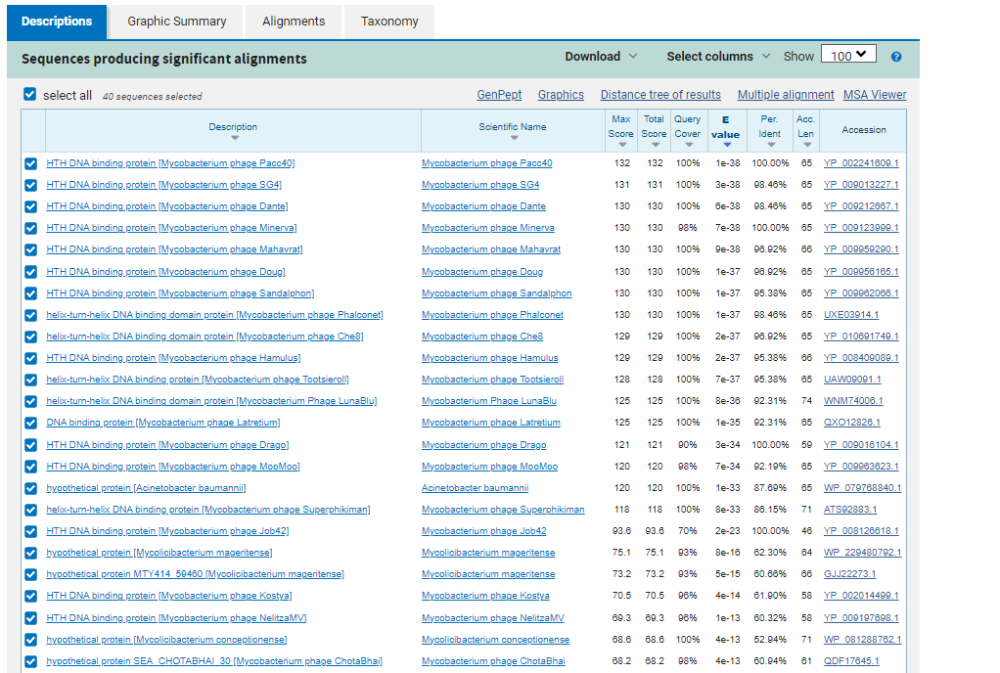 Descriptions Graphic Summary Alignments Taxonomy
Sequences producing significant alignments Download Select columns Show 100
select all 40 sequences selected GenPept Graphics Distance tree of results Multiple alignment MSA Viewer
Description Scientific Name Max Score Total Score Query Cover E value Per. Ident Acc. Len Accession
HTH DNA binding protein [Mycobacterium phage Pacc40] Mycobacterium phage Pacc40 132 132 100% 1e-38 100.00% 65 YP_002241609.1
HTH DNA binding protein [Mycobacterium phage SG4] Mycobacterium phage SG4 131 131 100% 3e-38 98.46% 65 YP_009013227.1
HTH DNA binding protein [Mycobacterium phage Dante] Mycobacterium phage Dante 130 130 100% 6e-38 98.46% 65 YP_009212667.1
HTH DNA binding protein [Mycobacterium phage Minerva] Mycobacterium phage Minerva 130 130 98% 7e-38 100.00% 65 YP_009123999.1
HTH DNA binding protein [Mycobacterium phage Mahavrat] Mycobacterium phage Mahavrat 130 130 100% 9e-38 96.92% 66 YP_009959290.1
HTH DNA binding protein [Mycobacterium phage Doug] Mycobacterium phage Doug 130 130 100% 1e-37 96.92% 65 YP_009956165.1
HTH DNA binding protein [Mycobacterium phage Sandalphon] Mycobacterium phage Sandalphon 130 130 100% 1e-37 95.38% 65 YP_009962066.1
helix-turn-helix DNA binding domain protein [Mycobacterium phage Phalconet] Mycobacterium phage Phalconet 130 130 100% 1e-37 98.46% 65 UXE03914.1
helix-turn-helix DNA binding domain protein [Mycobacterium phage Che8] Mycobacterium phage Che8 129 129 100% 2e-37 96.92% 65 YP_010691749.1
HTH DNA binding protein [Mycobacterium phage Hamulus] Mycobacterium phage Hamulus 129 129 100% 2e-37 95.38% 66 YP_008409089.1
helix-turn-helix DNA binding protein [Mycobacterium phage Tootsieroll] Mycobacterium phage Tootsieroll 128 128 100% 7e-37 95.38% 65 UAW09091.1
helix-turn-helix DNA binding domain protein [Mycobacterium Phage LunaBlu] Mycobacterium Phage LunaBlu 125 125 100% 8e-36 92.31% 74 WNM74006.1
DNA binding protein [Mycobacterium phage Latretium] Mycobacterium phage Latretium 125 125 100% 1e-35 92.31% 65 QXO12826.1
HTH DNA binding protein [Mycobacterium phage Drago] Mycobacterium phage Drago 121 121 90% 3e-34 100.00% 59 YP_009016104.1
HTH DNA binding protein [Mycobacterium phage MooMoo] Mycobacterium phage MooMoo 120 120 98% 7e-34 92.19% 65 YP_009963623.1
hypothetical protein [Acinetobacter baumannii] Acinetobacter baumannii 120 120 100% 1e-33 87.69% 65 WP_079768840.1
helix-turn-helix DNA binding protein [Mycobacterium phage Superphikiman] Mycobacterium phage Superphikiman 118 118 100% 8e-33 86.15% 71 ATS92883.1
HTH DNA binding protein [Mycobacterium phage Job42] Mycobacterium phage Job42 93.6 93.6 70% 2e-23 100.00% 46 YP_008126618.1
hypothetical protein [Mycolicibacterium mageritense] Mycolicibacterium mageritense 75.1 75.1 93% 8e-16 62.30% 64 WP_229480792.1
hypothetical protein MTY414_59460 [Mycolicibacterium mageritense] Mycolicibacterium mageritense 73.2 73.2 93% 5e-15 60.66% 66 GJJ22273.1
HTH DNA binding protein [Mycobacterium phage Kostya] Mycobacterium phage Kostya 70.5 70.5 96% 4e-14 61.90% 58 YP_002014499.1
HTH DNA binding protein [Mycobacterium phage NelitzaMV] Mycobacterium phage NelitzaMV 69.3 69.3 96% 1e-13 60.32% 58 YP_009197698.1
hypothetical protein [Mycolicibacterium conceptionense] Mycolicibacterium conceptionense 68.6 68.6 100% 4e-13 52.94% 71 WP_081288762.1
hypothetical protein SEA_CHOTABHAI_30 [Mycobacterium phage ChotaBhai] Mycobacterium phage ChotaBhai 68.2 68.2 98% 4e-13 60.94% 61 QDF17645.1